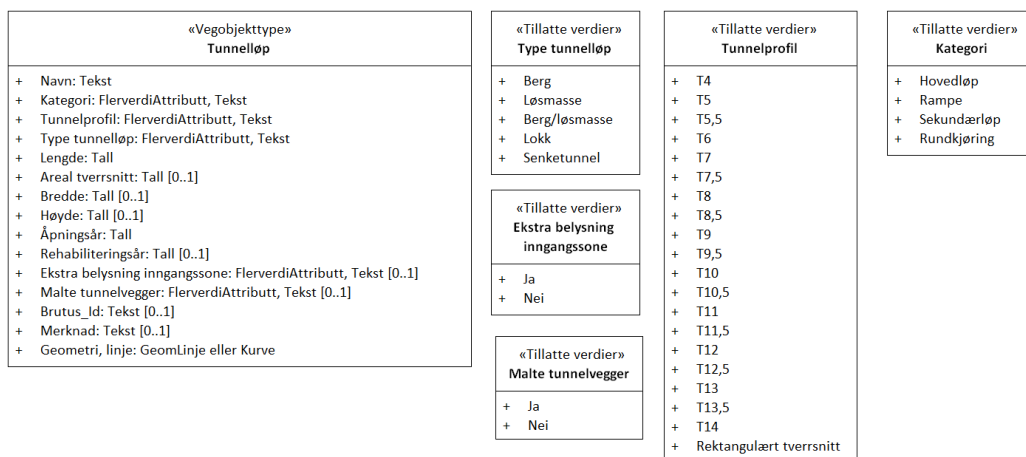 «Vegobjekttype»
Tunnelløp
+ Navn: Tekst
+ Kategori: FlerverdiAttributt, Tekst
+ Tunnelprofil: FlerverdiAttributt, Tekst
+ Type tunnelløp: FlerverdiAttributt, Tekst
+ Lengde: Tall
+ Areal tverrsnitt: Tall [0..1]
+ Bredde: Tall [0..1]
+ Høyde: Tall [0..1]
+ Åpningsår: Tall
+ Rehabiliteringsår: Tall [0..1]
+ Ekstra belysning inngangssone: FlerverdiAttributt, Tekst [0..1]
+ Malte tunnelvegger: FlerverdiAttributt, Tekst [0..1]
+ Brutus_Id: Tekst [0..1]
+ Merknad: Tekst [0..1]
+ Geometri, linje: GeomLinje eller Kurve
«Tillatte verdier»
Type tunnelløp
+ Berg
+ Løsmasse
+ Berg/løsmasse
+ Lokk
+ Senketunnel
«Tillatte verdier»
Ekstra belysning
inngangssone
+ Ja
+ Nei
«Tillatte verdier»
Malte tunnelvegger
+ Ja
+ Nei
«Tillatte verdier»
Tunnelprofil
+ T4
+ T5
+ T5,5
+ T6
+ T7
+ T7,5
+ T8
+ T8,5
+ T9
+ T9,5
+ T10
+ T10,5
+ T11
+ T11,5
+ T12
+ T12,5
+ T13
+ T13,5
+ T14
+ Rektangulært tverrsnitt
«Tillatte verdier»
Kategori
+ Hovedløp
+ Rampe
+ Sekundærløp
+ Rundkjøring